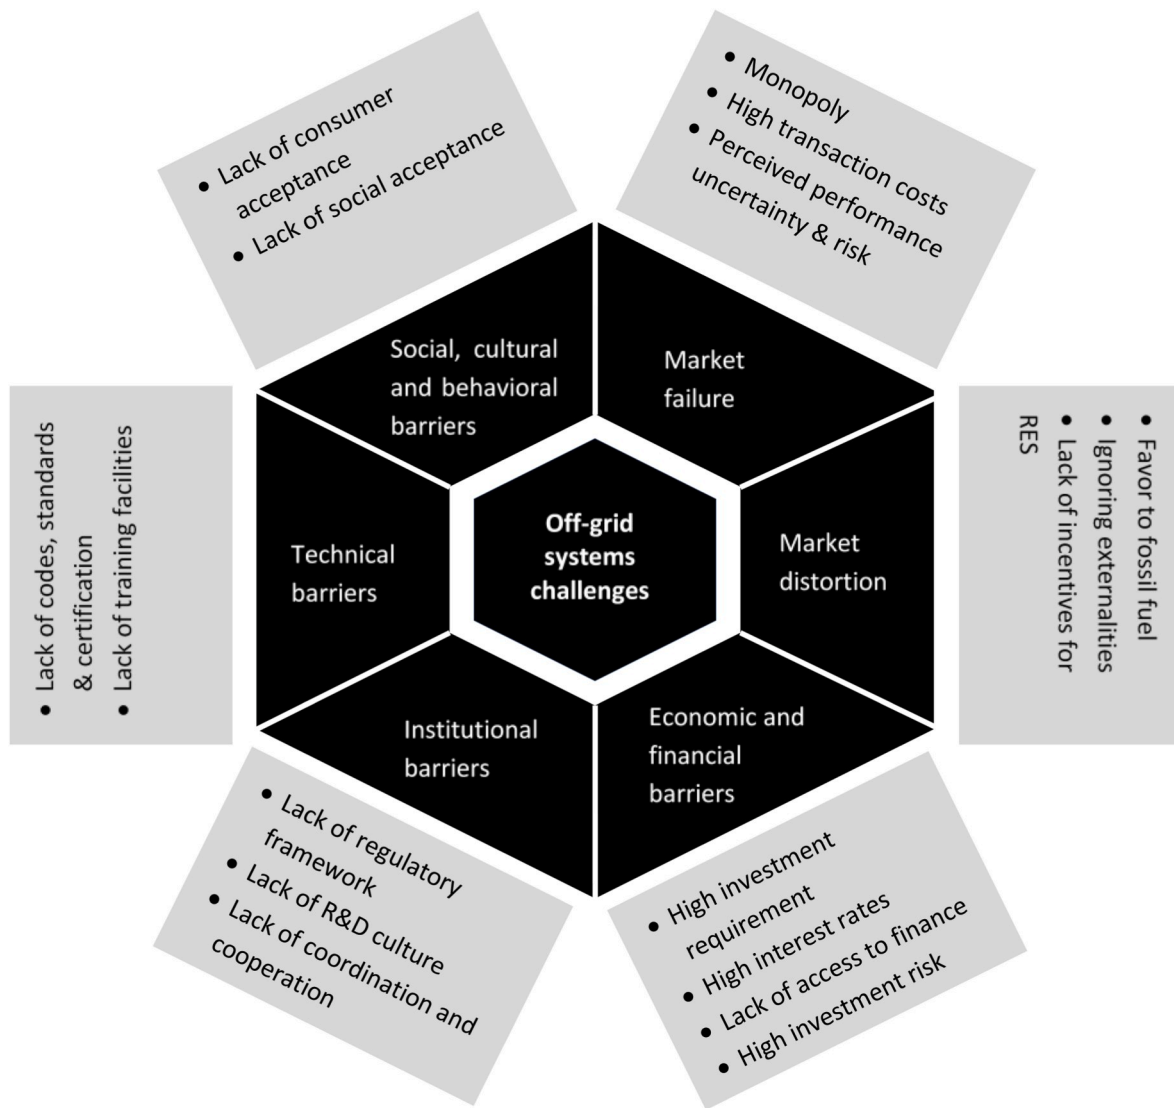 • Lack of consumer
acceptance
• Lack of social acceptance
• Monopoly
• High transaction costs
• Perceived performance
uncertainty & risk
Social, cultural
and behavioral
barriers
Market
failure
• Lack of codes, standards
& certification
• Lack of training facilities
Technical
barriers
Off-grid
systems
challenges
Market
distortion
• Favor to fossil fuel
• Ignoring externalities
• Lack of incentives for
RES
Institutional
barriers
Economic and
financial
barriers
• Lack of regulatory
framework
• Lack of R&D culture
• Lack of coordination and
cooperation
• High investment
requirement
• High interest rates
• Lack of access to finance
• High investment risk